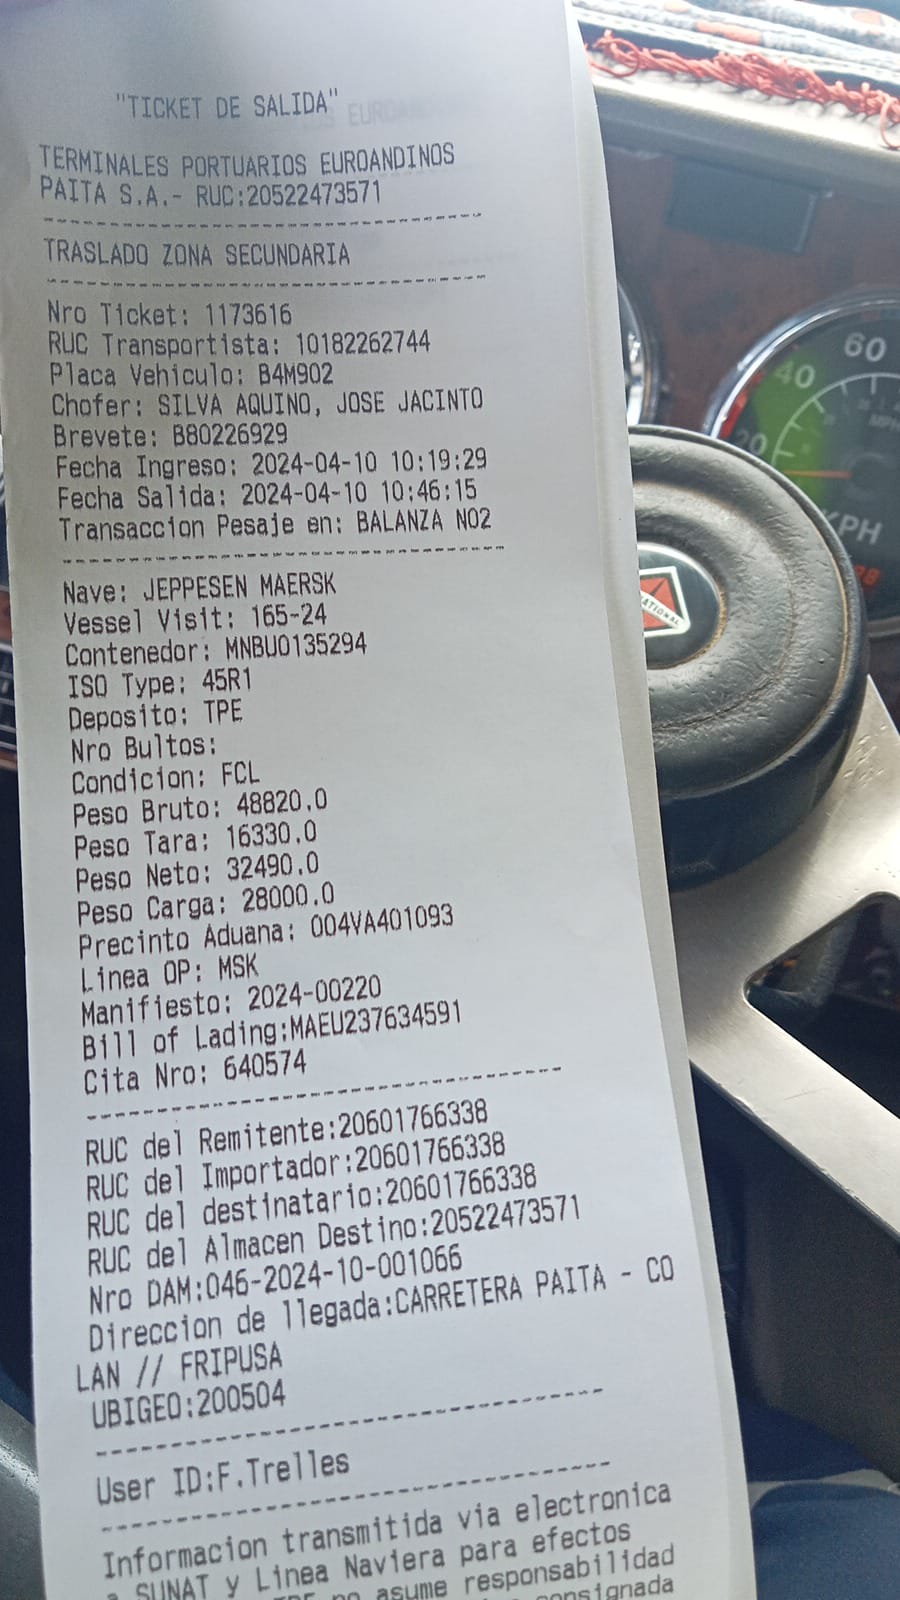 "TICKET DE SALIDA"
TERMINALES PORTUARIOS EUROANDINOS
PAITA S.A.- RUC:20522473571
TRASLADO ZONA SECUNDARIA
Nro Ticket: 1173616
RUC Transportista: 10182262744
Placa Vehiculo: B4M902
Chofer: SILVA AQUINO, JOSE JACINTO
Brevete: B80226929
Fecha Ingreso: 2024-04-10 10:19:29
Fecha Salida: 2024-04-10 10:46:15
Transaccion Pesaje en: BALANZA NO2
Nave: JEPPESEN MAERSK
Vessel Visit: 165-24
Contenedor: MNBU0135294
ISO Type: 45R1
Deposito: TPE
Nro Bultos:
Condicion: FCL
Peso Bruto: 48820.0
Peso Tara: 16330.0
Peso Neto: 32490.0
Peso Carga: 28000.0
Precinto Aduana: 004VA401093
Linea OP: MSK
Manifiesto: 2024-00220
Bill of Lading:MAEU237634591
Cita Nro: 640574
RUC del Remitente:20601766338
RUC del Importador:20601766338
RUC del destinatario:20601766338
RUC del Almacen Destino:20522473571
Nro DAM:046-2024-10-001066
Direccion de llegada:CARRETERA PAITA - CO
LAN // FRIPUSA
UBIGEO:200504
User ID:F.Trelles
Informacion transmitida via electronica
a SUNAT y Linea Naviera para efectos
no asume responsabilidad
consignada
60
40
20
MPH
KPH